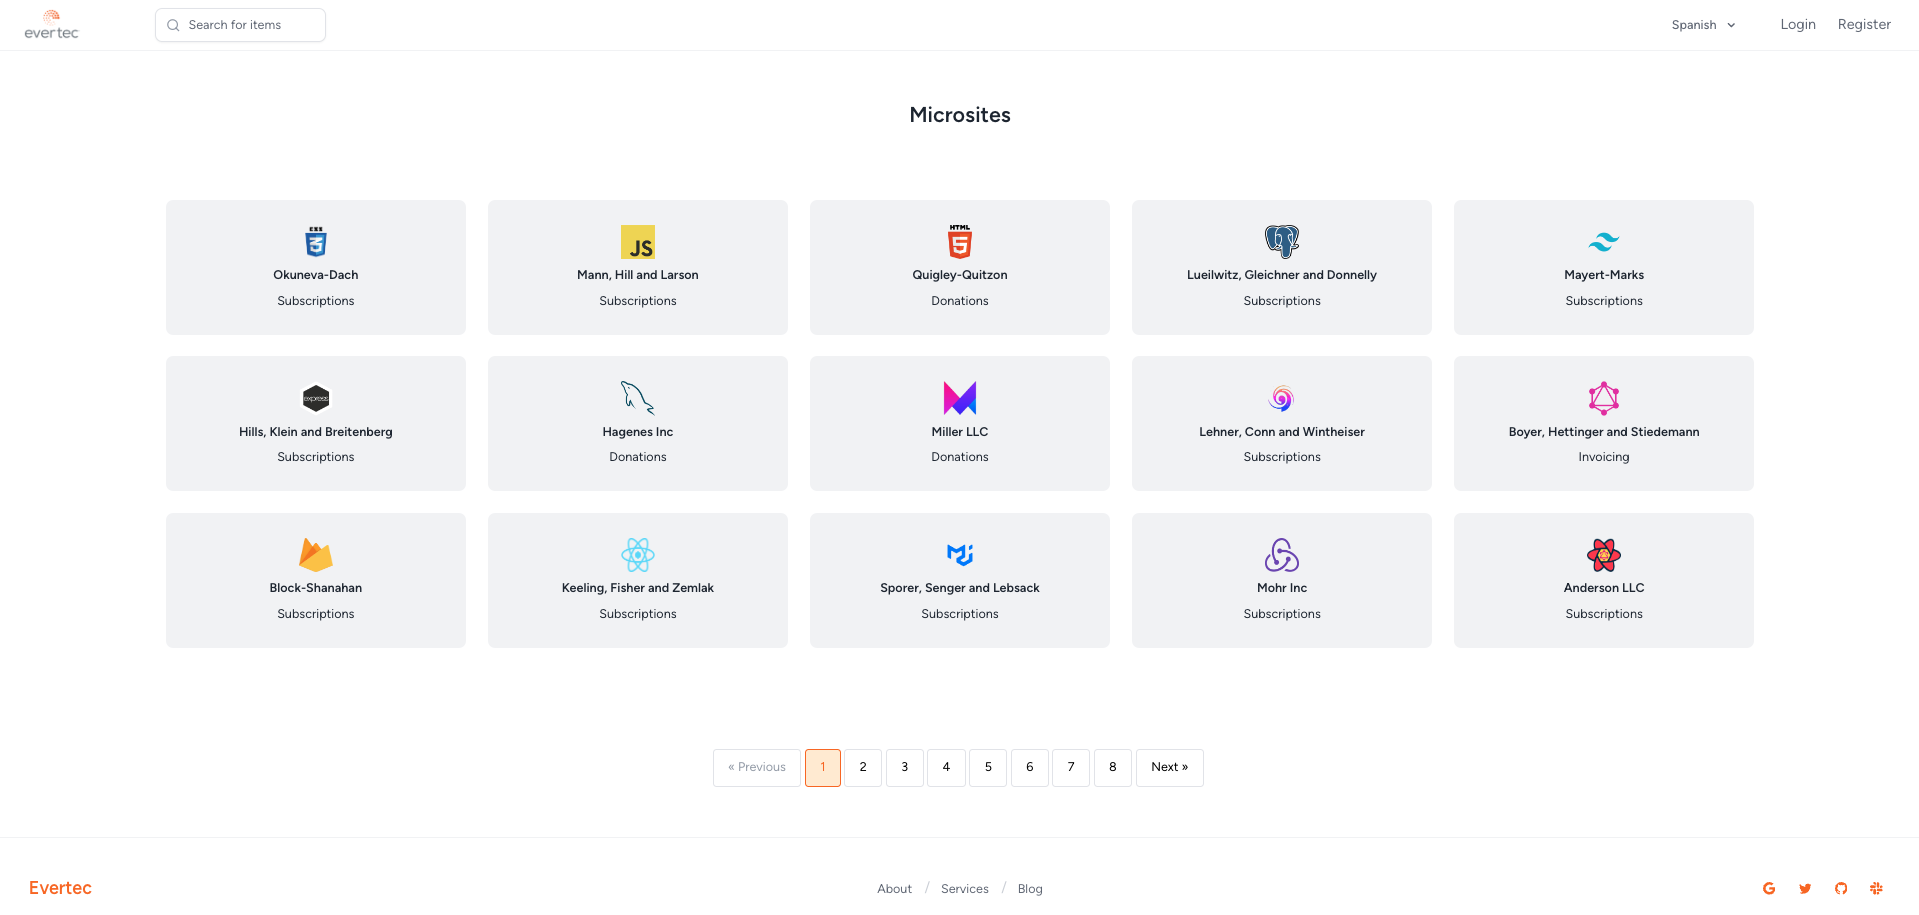 evertec
Search for items
Spanish
Login
Register
Microsites
CSS
3
Okuneva-Dach
Subscriptions
JS
Mann, Hill and Larson
Subscriptions
HTML
5
Quigley-Quitzon
Donations
Lueilwitz, Gleichner and Donnelly
Subscriptions
Mayert-Marks
Subscriptions
express
Hills, Klein and Breitenberg
Subscriptions
Hagenes Inc
Donations
Miller LLC
Donations
Lehner, Conn and Wintheiser
Subscriptions
Boyer, Hettinger and Stiedemann
Invoicing
Block-Shanahan
Subscriptions
Keeling, Fisher and Zemlak
Subscriptions
Sporer, Senger and Lebsack
Subscriptions
Mohr Inc
Subscriptions
Anderson LLC
Subscriptions
« Previous 1 2 3 4 5 6 7 8 Next »
Evertec
About / Services / Blog